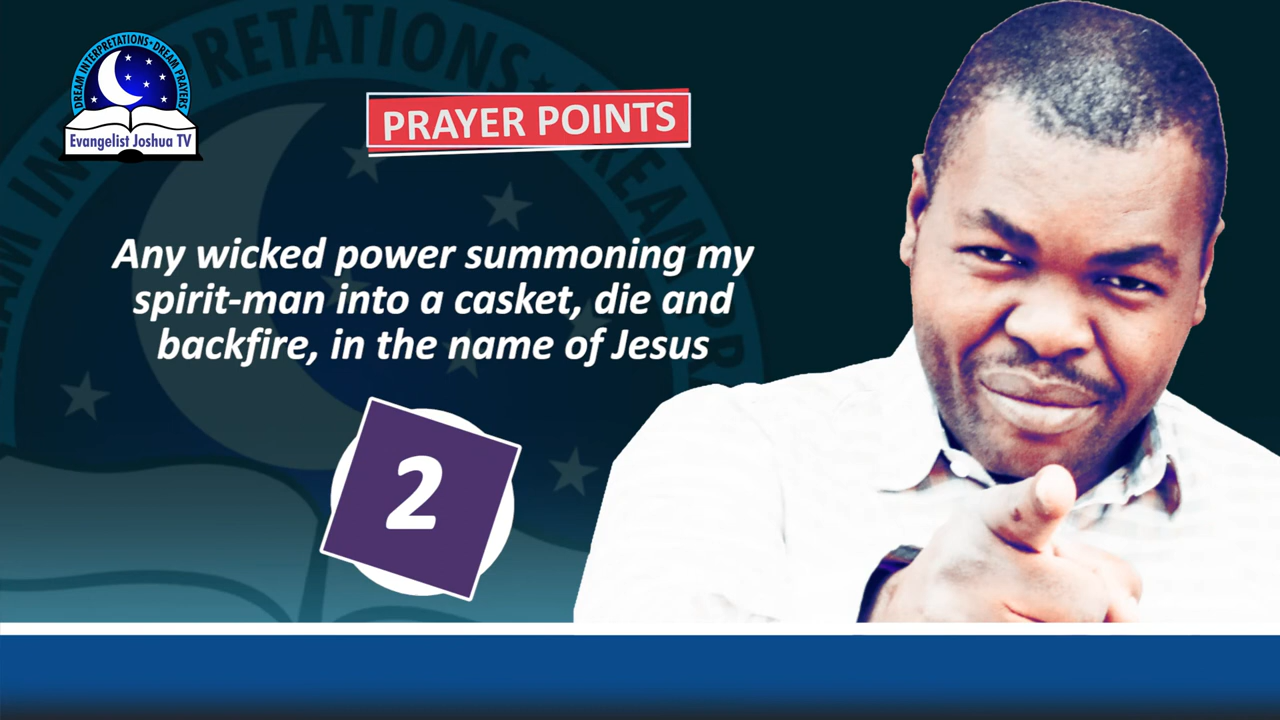 DREAM INTERPRETATIONS · DREAM PRAYERS
Evangelist Joshua TV
PRAYER POINTS
Any wicked power summoning my
spirit-man into a casket, die and
backfire, in the name of Jesus
2